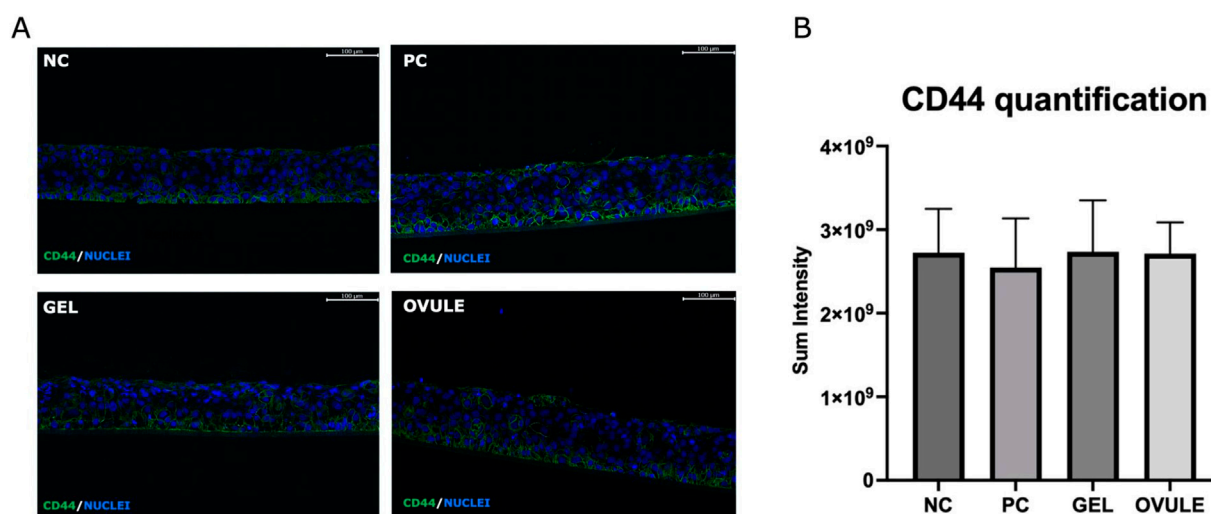 A
NC
100 µm
CD44/NUCLEI
PC
100 µm
CD44/NUCLEI
GEL
100 µm
CD44/NUCLEI
OVULE
100 µm
CD44/NUCLEI
B
CD44 quantification
Sum Intensity
4×10⁹
3×10⁹
2×10⁹
1×10⁹
0
NC PC GEL OVULE